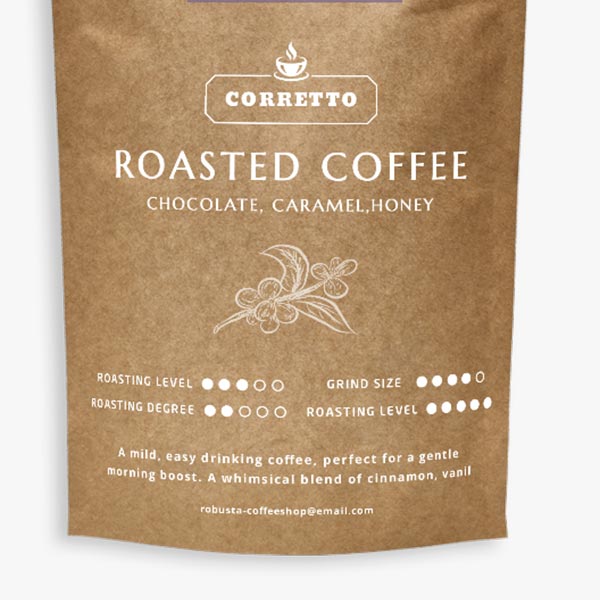 CORRETTO
ROASTED COFFEE
CHOCOLATE, CARAMEL,HONEY
ROASTING LEVEL
GRIND SIZE
ROASTING DEGREE
ROASTING LEVEL
A mild, easy drinking coffee, perfect for a gentle
morning boost. A whimsical blend of cinnamon, vanil
robusta-coffeeshop@email.com